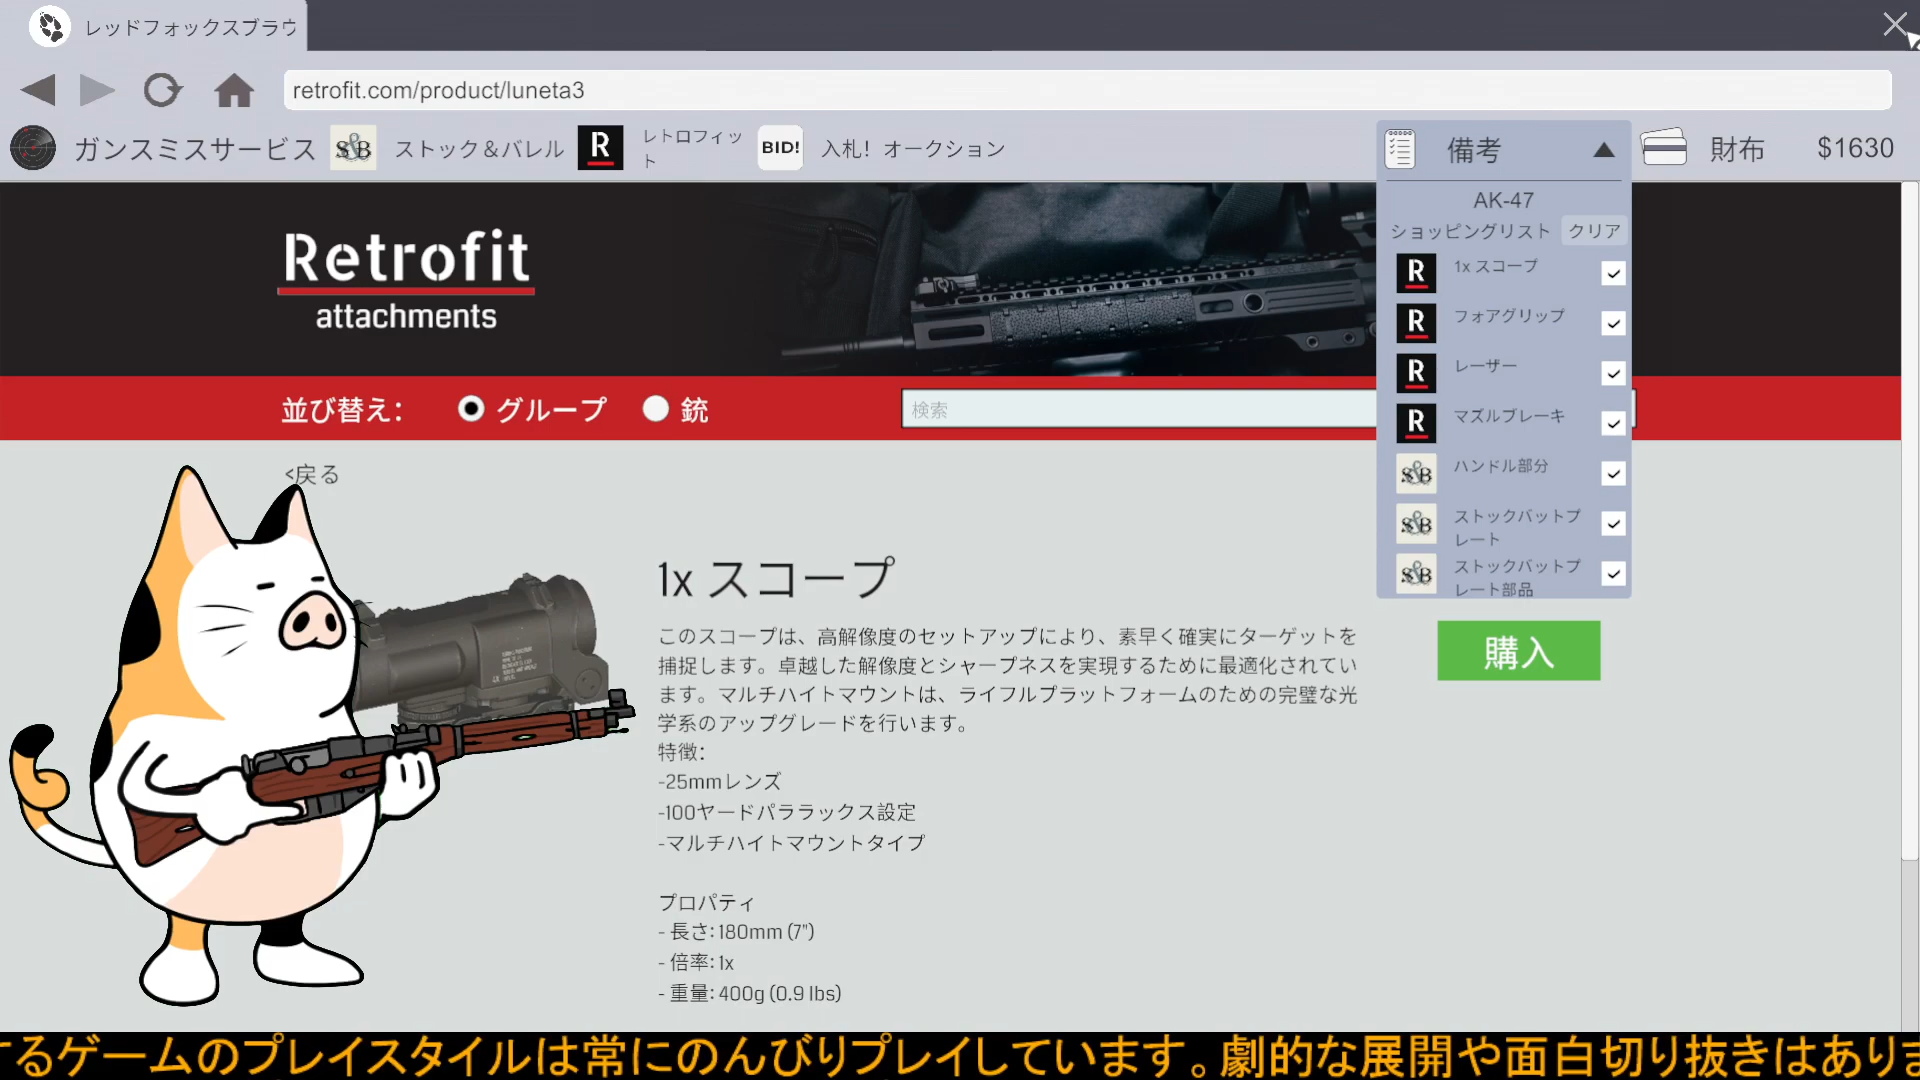 レッドフォックスブラウ
retrofit.com/product/luneta3
ガンスミスサービス
S&B
ストック＆バレル
R
レトロフィッ
ト
BID!
入札! オークション
備考
財布
$1630
AK-47
ショッピングリスト
クリア
R
1x スコープ
R
フォアグリップ
R
レーザー
R
マズルブレーキ
S&B
ハンドル部分
S&B
ストックバットプ
レート
S&B
ストックバットプ
レート部品
Retrofit
attachments
並び替え:
グループ
銃
検索
<戻る
1x スコープ
このスコープは、高解像度のセットアップにより、素早く確実にターゲットを
捕捉します。卓越した解像度とシャープネスを実現するために最適化されてい
ます。マルチハイトマウントは、ライフルプラットフォームのための完璧な光
学系のアップグレードを行います。
特徴:
-25mmレンズ
-100ヤードパララックス設定
-マルチハイトマウントタイプ
プロパティ
- 長さ: 180mm (7")
- 倍率: 1x
- 重量: 400g (0.9 lbs)
購入
するゲームのプレイスタイルは常にのんびりプレイしています。劇的な展開や面白切り抜きはありま